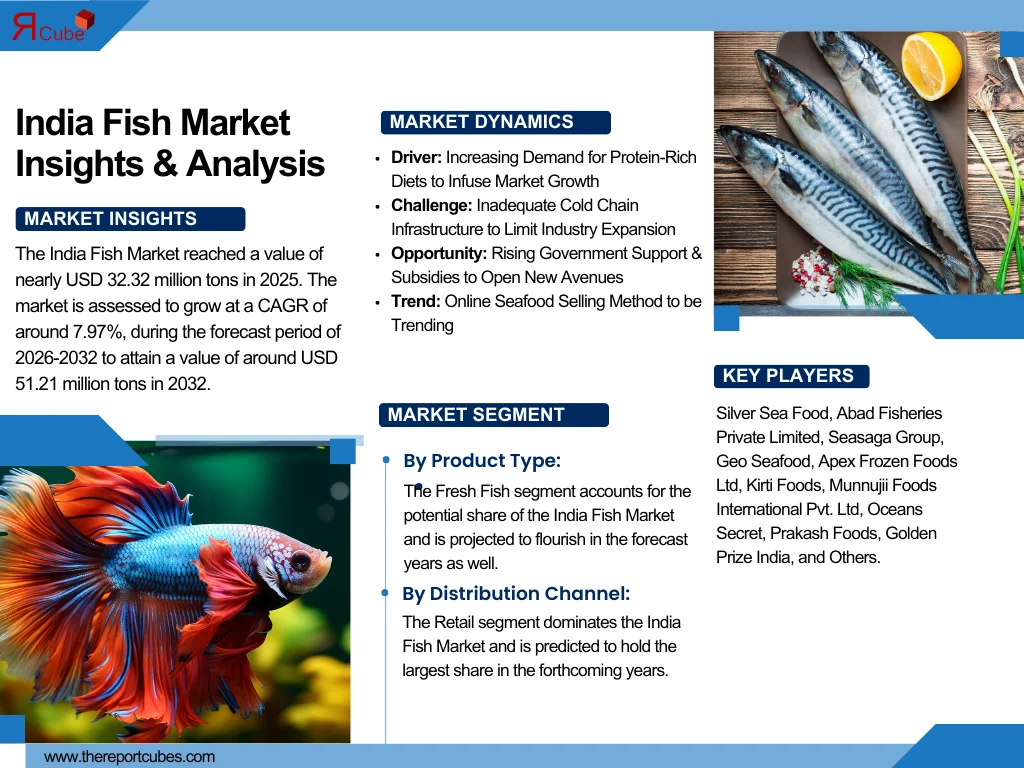 ЯCube
India Fish Market
Insights & Analysis
MARKET INSIGHTS
The India Fish Market reached a value of
nearly USD 32.32 million tons in 2025. The
market is assessed to grow at a CAGR of
around 7.97%, during the forecast period of
2026-2032 to attain a value of around USD
51.21 million tons in 2032.
MARKET DYNAMICS
• Driver: Increasing Demand for Protein-Rich
Diets to Infuse Market Growth
• Challenge: Inadequate Cold Chain
Infrastructure to Limit Industry Expansion
• Opportunity: Rising Government Support &
Subsidies to Open New Avenues
• Trend: Online Seafood Selling Method to be
Trending
MARKET SEGMENT
By Product Type:
The Fresh Fish segment accounts for the
potential share of the India Fish Market
and is projected to flourish in the forecast
years as well.
By Distribution Channel:
The Retail segment dominates the India
Fish Market and is predicted to hold the
largest share in the forthcoming years.
KEY PLAYERS
Silver Sea Food, Abad Fisheries
Private Limited, Seasaga Group,
Geo Seafood, Apex Frozen Foods
Ltd, Kirti Foods, Munnujii Foods
International Pvt. Ltd, Oceans
Secret, Prakash Foods, Golden
Prize India, and Others.
www.thereportcubes.com